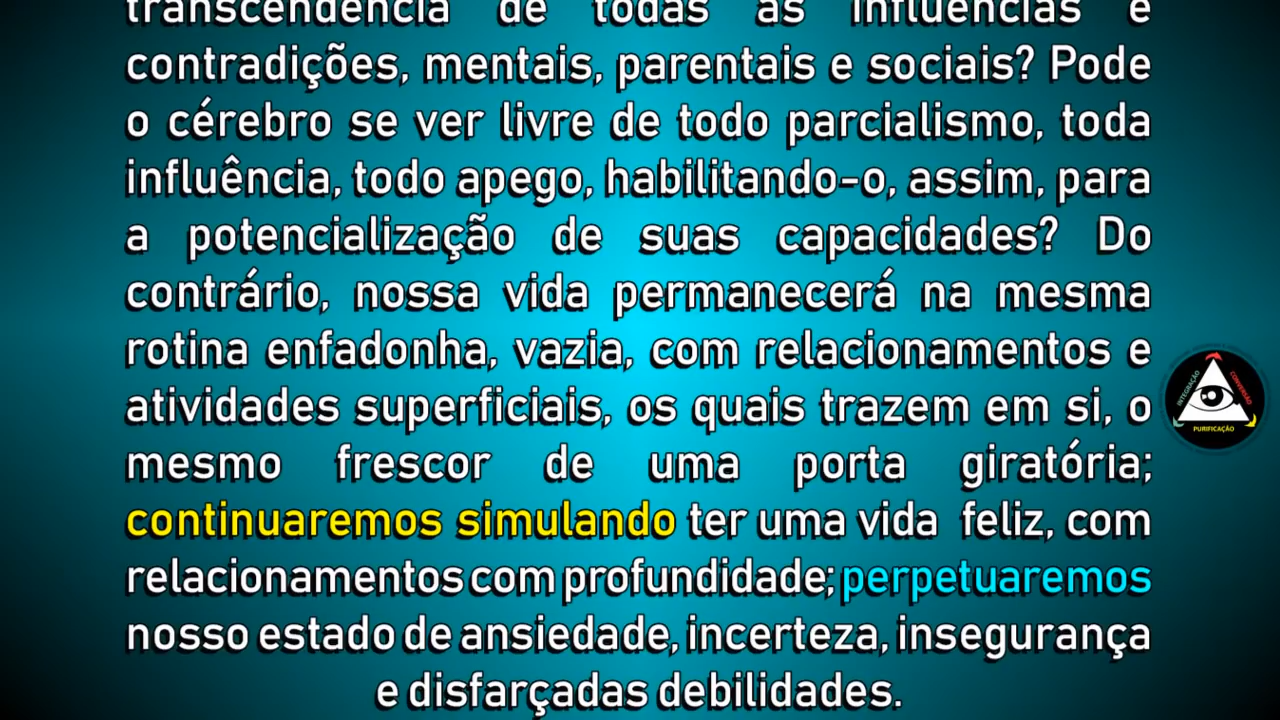 transcendência de todas as influências e
contradições, mentais, parentais e sociais? Pode
o cérebro se ver livre de todo parcialismo, toda
influência, todo apego, habilitando-o, assim, para
a potencialização de suas capacidades? Do
contrário, nossa vida permanecerá na mesma
rotina enfadonha, vazia, com relacionamentos e
atividades superficiais, os quais trazem em si, o
mesmo frescor de uma porta giratória;
continuaremos simulando ter uma vida feliz, com
relacionamentos com profundidade; perpetuaremos
nosso estado de ansiedade, incerteza, insegurança
e disfarçadas debilidades.
INTEGRAÇÃO
CONVERSÃO
PURIFICAÇÃO